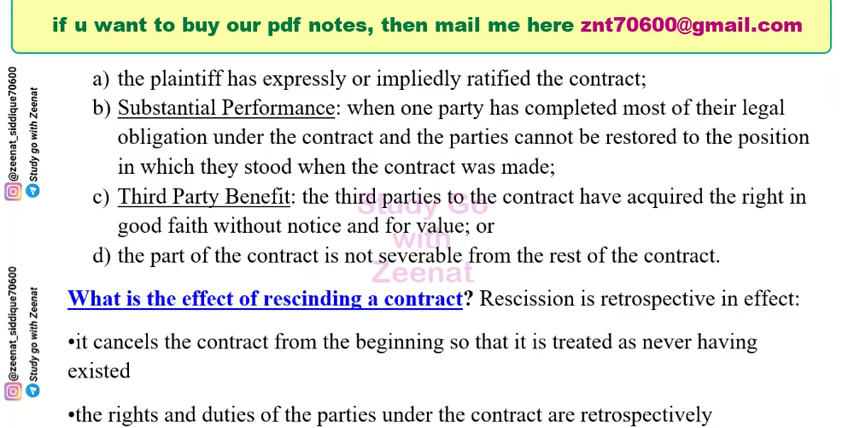 if u want to buy our pdf notes, then mail me here znt70600@gmail.com
a) the plaintiff has expressly or impliedly ratified the contract;
b) Substantial Performance: when one party has completed most of their legal
obligation under the contract and the parties cannot be restored to the position
in which they stood when the contract was made;
c) Third Party Benefit: the third parties to the contract have acquired the right in
good faith without notice and for value; or
d) the part of the contract is not severable from the rest of the contract.
What is the effect of rescinding a contract? Rescission is retrospective in effect:
•it cancels the contract from the beginning so that it is treated as never having
existed
•the rights and duties of the parties under the contract are retrospectively
@zeenat_siddique70600
Study go with Zeenat
@zeenat_siddique70600
Study go with Zeenat
Study Go
with
Zeenat